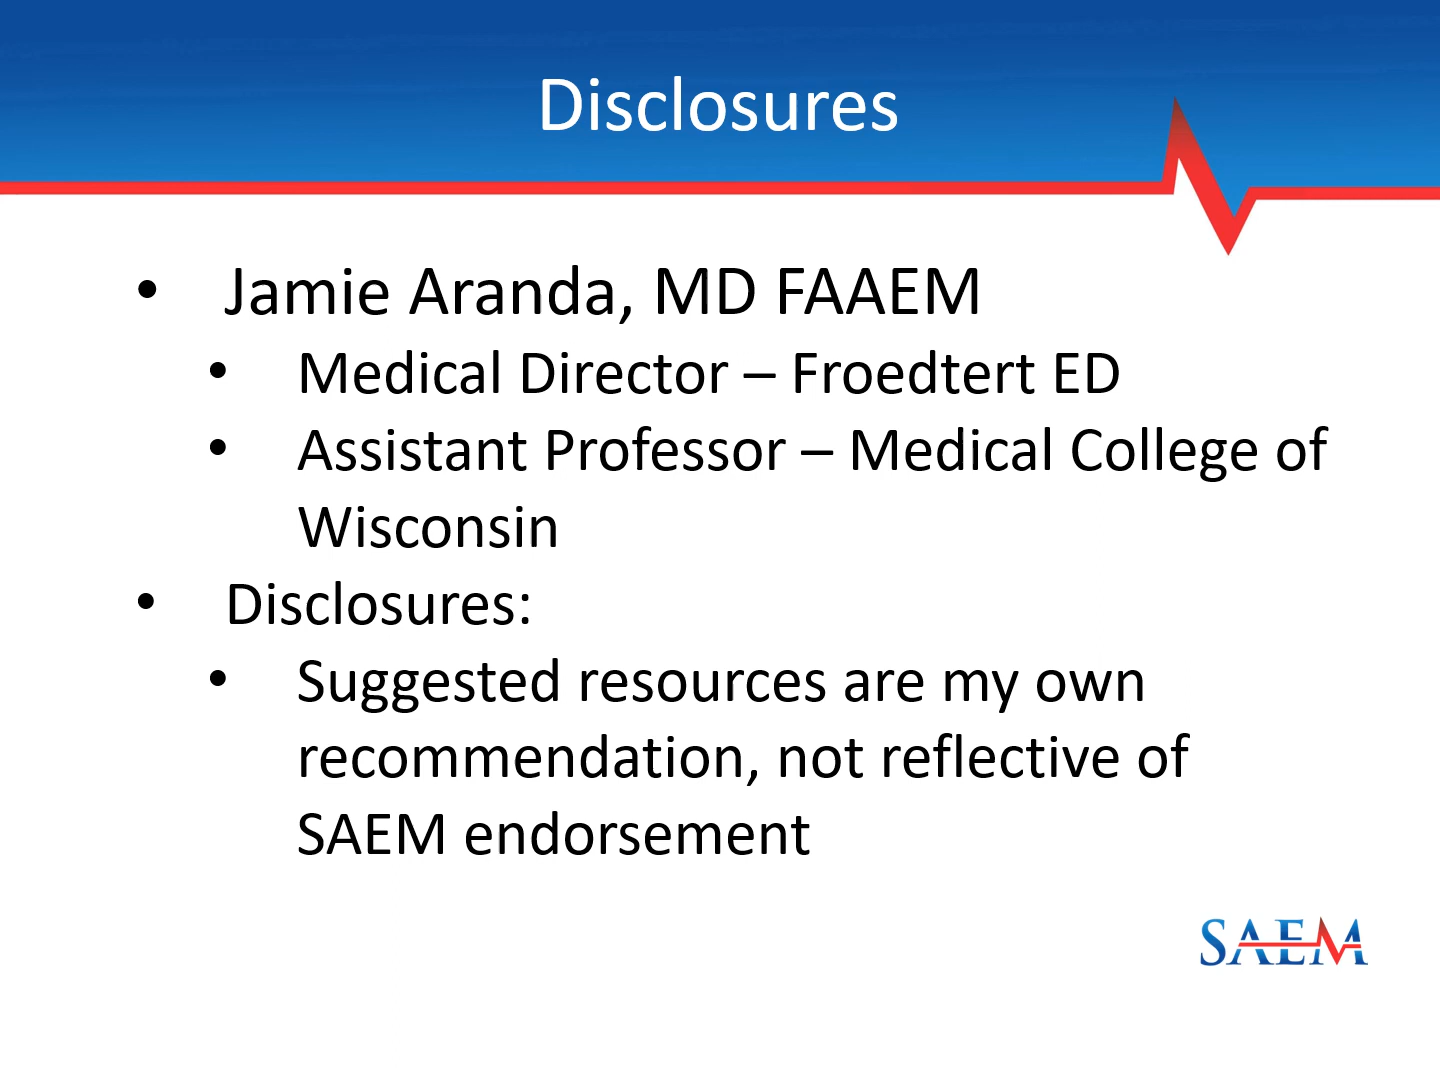 Disclosures
• Jamie Aranda, MD FAAEM
• Medical Director – Froedtert ED
• Assistant Professor – Medical College of
Wisconsin
• Disclosures:
• Suggested resources are my own
recommendation, not reflective of
SAEM endorsement
SAEM